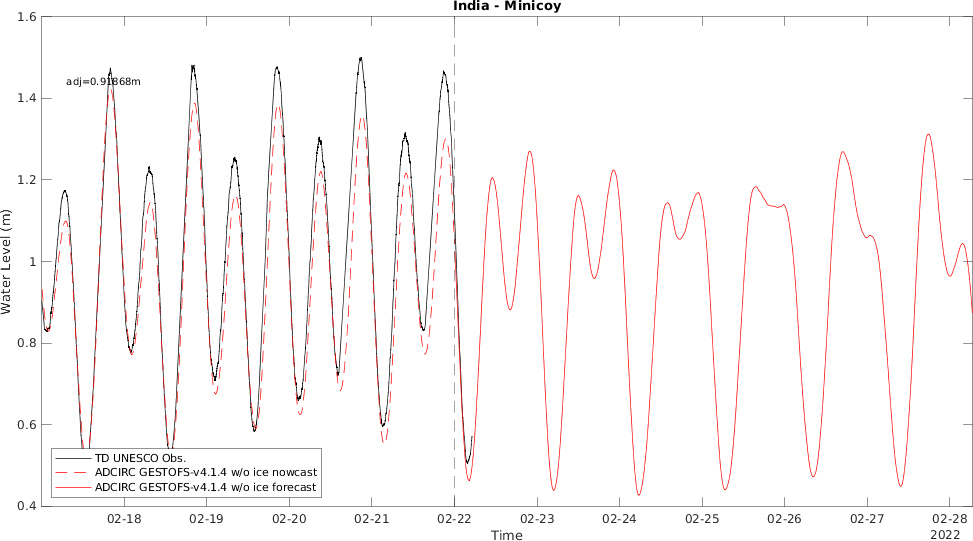 India - Minicoy
1.6
1.4
1.2
1
0.8
0.6
0.4
Water Level (m)
adj=0.91868m
TD UNESCO Obs.
ADCIRC GESTOFS-v4.1.4 w/o ice nowcast
ADCIRC GESTOFS-v4.1.4 w/o ice forecast
02-18
02-19
02-20
02-21
02-22
02-23
02-24
02-25
02-26
02-27
02-28
2022
Time